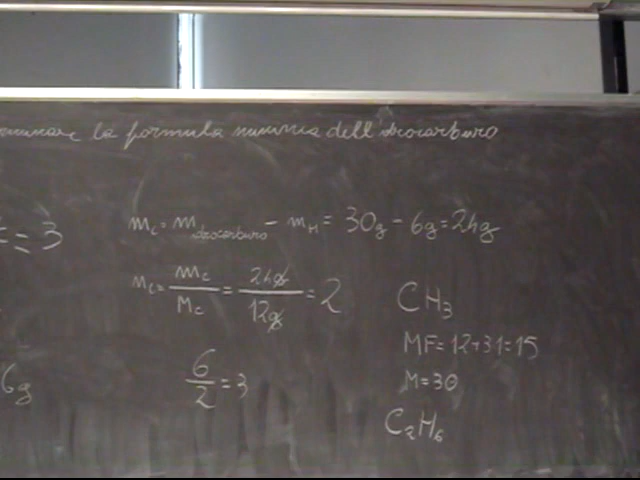 la formula minima dell'idrocarburo
= 3
mc = m idrocarburo - mH = 30g - 6g = 24g
nc = mc / Mc = 24g / 12g = 2
CH3
MF = 12+3·1 = 15
6g
6/2 = 3
M = 30
C2H6